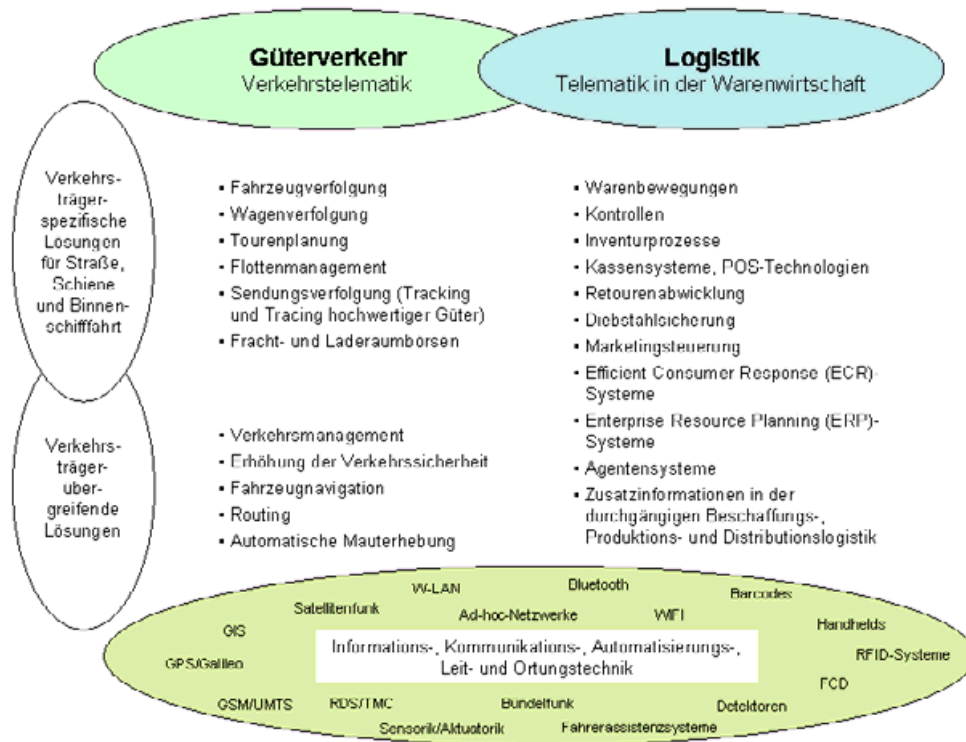 Güterverkehr
Verkehrstelematik
Logistik
Telematik in der Warenwirtschaft
Verkehrs-
träger-
spezifische
Lösungen
für Straße,
Schiene
und Binnen-
schifffahrt
▪ Fahrzeugverfolgung
▪ Wagenverfolgung
▪ Tourenplanung
▪ Flottenmanagement
▪ Sendungsverfolgung (Tracking
und Tracing hochwertiger Güter)
▪ Fracht- und Laderaumbörsen
▪ Warenbewegungen
▪ Kontrollen
▪ Inventurprozesse
▪ Kassensysteme, POS-Technologien
▪ Retourenabwicklung
▪ Diebstahlsicherung
▪ Marketingsteuerung
▪ Efficient Consumer Response (ECR)-
Systeme
▪ Enterprise Resource Planning (ERP)-
Systeme
▪ Agentensysteme
▪ Zusatzinformationen in der
durchgängigen Beschaffungs-,
Produktions- und Distributionslogistik
Verkehrs-
träger-
über-
greifende
Lösungen
▪ Verkehrsmanagement
▪ Erhöhung der Verkehrssicherheit
▪ Fahrzeugnavigation
▪ Routing
▪ Automatische Mauterhebung
W-LAN
Bluetooth
Barcodes
Satellitenfunk
Ad-hoc-Netzwerke
WIFI
Handhelds
GIS
Informations-, Kommunikations-, Automatisierungs-,
Leit- und Ortungstechnik
RFID-Systeme
GPS/Galileo
FCD
GSM/UMTS
RDS/TMC
Bündelfunk
Detektoren
Sensorik/Aktuatorik
Fahrerassistenzsysteme